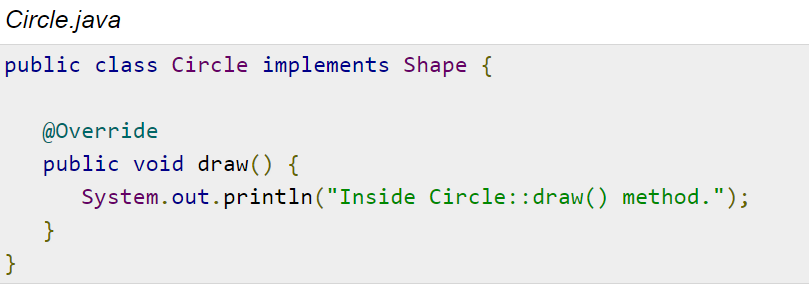 Circle.java
public class Circle implements Shape {
@Override
public void draw() {
System.out.println("Inside Circle::draw() method.");
}
}